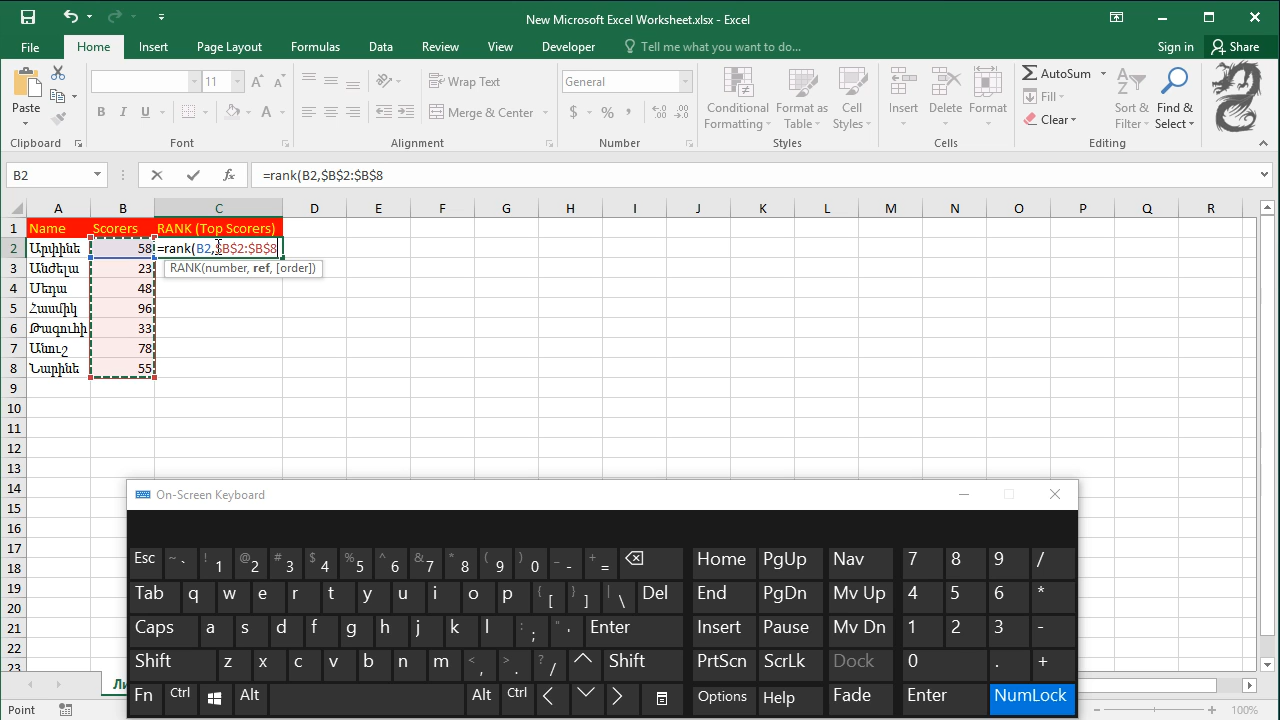 New Microsoft Excel Worksheet.xlsx - Excel
File Home Insert Page Layout Formulas Data Review View Developer Tell me what you want to do... Sign in Share
Paste
11
Wrap Text
Merge & Center
General
Conditional Formatting
Format as Table
Cell Styles
Insert
Delete
Format
AutoSum
Fill
Clear
Sort & Filter
Find & Select
Clipboard Font Alignment Number Styles Cells Editing
B2 =rank(B2,$B$2:$B$8
A B C D E F G H I J K L M N O P Q R
1 Name Scorers RANK (Top Scorers)
2 Արփինե 58 =rank(B2,$B$2:$B$8
RANK(number, ref, [order])
3 Անժելա 23
4 Սեդա 48
5 Հասմիկ 96
6 Թագուհի 33
7 Անուշ 78
8 Նարինե 55
9
10
11
12
13
14
15
16
17
18
19
20
21
22
23
On-Screen Keyboard
Esc ~ ` ! 1 @ 2 # 3 $ 4 % 5 ^ 6 & 7 * 8 ( 9 ) 0 _ - + = Home PgUp Nav 7 8 9 /
Tab q w e r t y u i o p { [ } ] | \ Del End PgDn Mv Up 4 5 6 *
Caps a s d f g h j k l : ; " ' Enter Insert Pause Mv Dn 1 2 3 -
Shift z x c v b n m < , > . ? / Shift PrtScn ScrLk Dock 0 . +
Fn Ctrl Alt Alt Ctrl Options Help Fade Enter NumLock
Point 100%